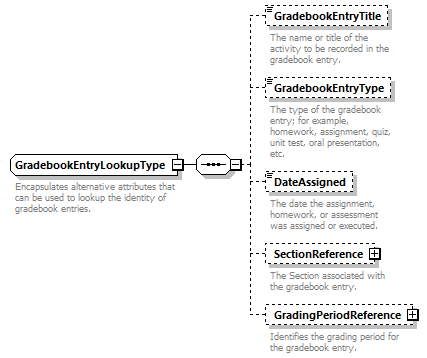 GradebookEntryTitle
The name or title of the
activity to be recorded in the
gradebook entry.
GradebookEntryType
The type of the gradebook
entry; for example,
homework, assignment, quiz,
unit test, oral presentation,
etc.
GradebookEntryLookupType
Encapsulates alternative attributes that
can be used to lookup the identity of
gradebook entries.
DateAssigned
The date the assignment,
homework, or assessment
was assigned or executed.
SectionReference
The Section associated with
the gradebook entry.
GradingPeriodReference
Identifies the grading period for
the gradebook entry.